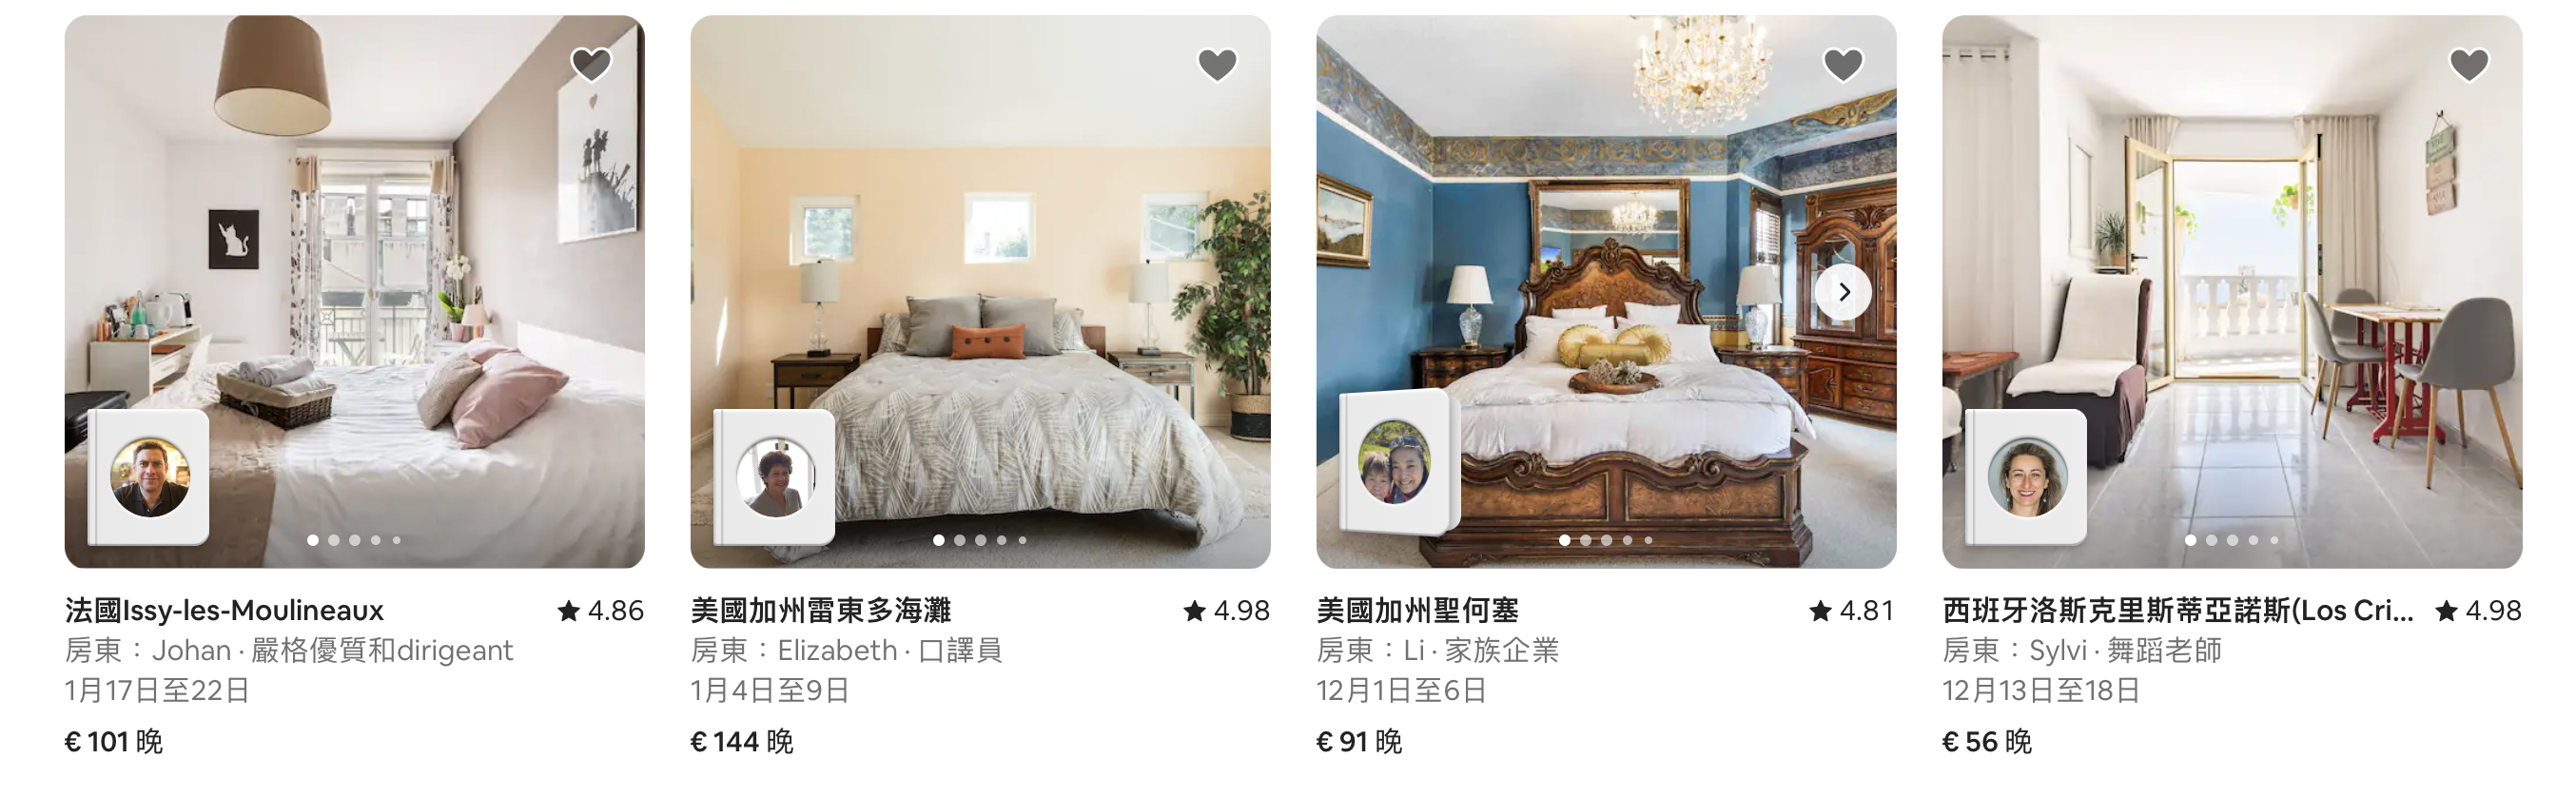 法國Issy-les-Moulineaux ★ 4.86
房東：Johan · 嚴格優質和dirigeant
1月17日至22日
€ 101 晚
美國加州雷東多海灘 ★ 4.98
房東：Elizabeth · 口譯員
1月4日至9日
€ 144 晚
美國加州聖何塞 ★ 4.81
房東：Li · 家族企業
12月1日至6日
€ 91 晚
西班牙洛斯克里斯蒂亞諾斯(Los Cri... ★ 4.98
房東：Sylvi · 舞蹈老師
12月13日至18日
€ 56 晚